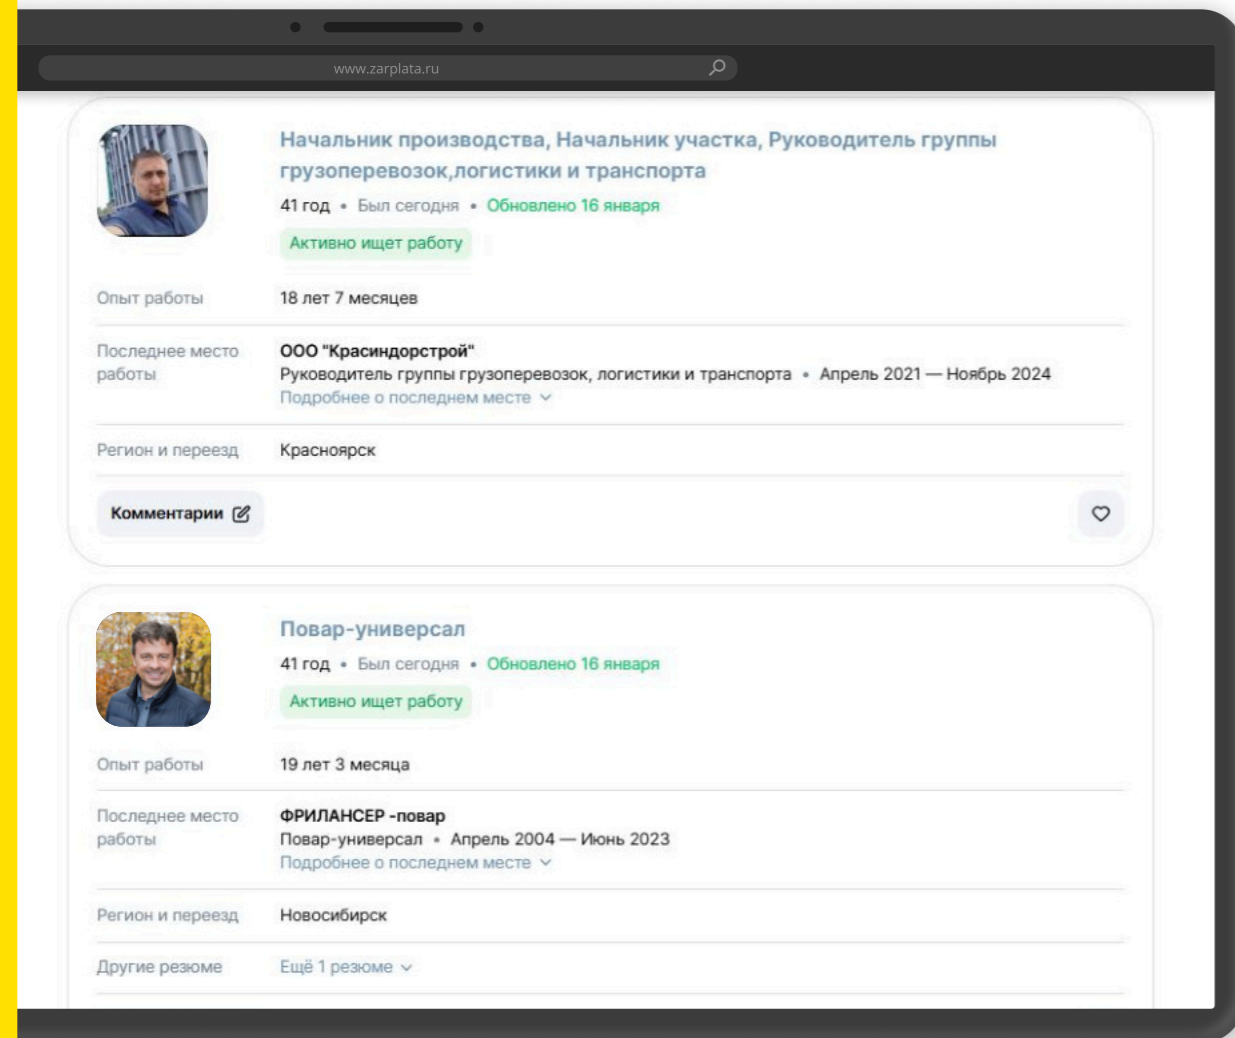 www.zarplata.ru
Начальник производства, Начальник участка, Руководитель группы
грузоперевозок,логистики и транспорта
41 год • Был сегодня • Обновлено 16 января
Активно ищет работу
Опыт работы 18 лет 7 месяцев
Последнее место работы
ООО "Красиндорстрой"
Руководитель группы грузоперевозок, логистики и транспорта • Апрель 2021 — Ноябрь 2024
Подробнее о последнем месте
Регион и переезд Красноярск
Комментарии
Повар-универсал
41 год • Был сегодня • Обновлено 16 января
Активно ищет работу
Опыт работы 19 лет 3 месяца
Последнее место работы
ФРИЛАНСЕР -повар
Повар-универсал • Апрель 2004 — Июнь 2023
Подробнее о последнем месте
Регион и переезд Новосибирск
Другие резюме Ещё 1 резюме